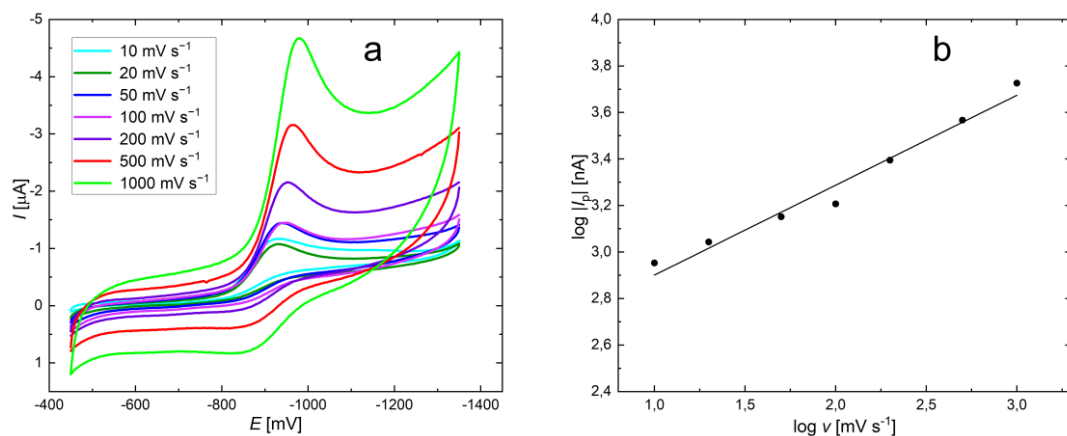 a
-5
-4
-3
-2
-1
0
1
I [µA]
10 mV s⁻¹
20 mV s⁻¹
50 mV s⁻¹
100 mV s⁻¹
200 mV s⁻¹
500 mV s⁻¹
1000 mV s⁻¹
-400 -600 -800 -1000 -1200 -1400
E [mV]
b
4,0
3,8
3,6
3,4
3,2
3,0
2,8
2,6
2,4
log |Iₚ| [nA]
1,0 1,5 2,0 2,5 3,0
log v [mV s⁻¹]